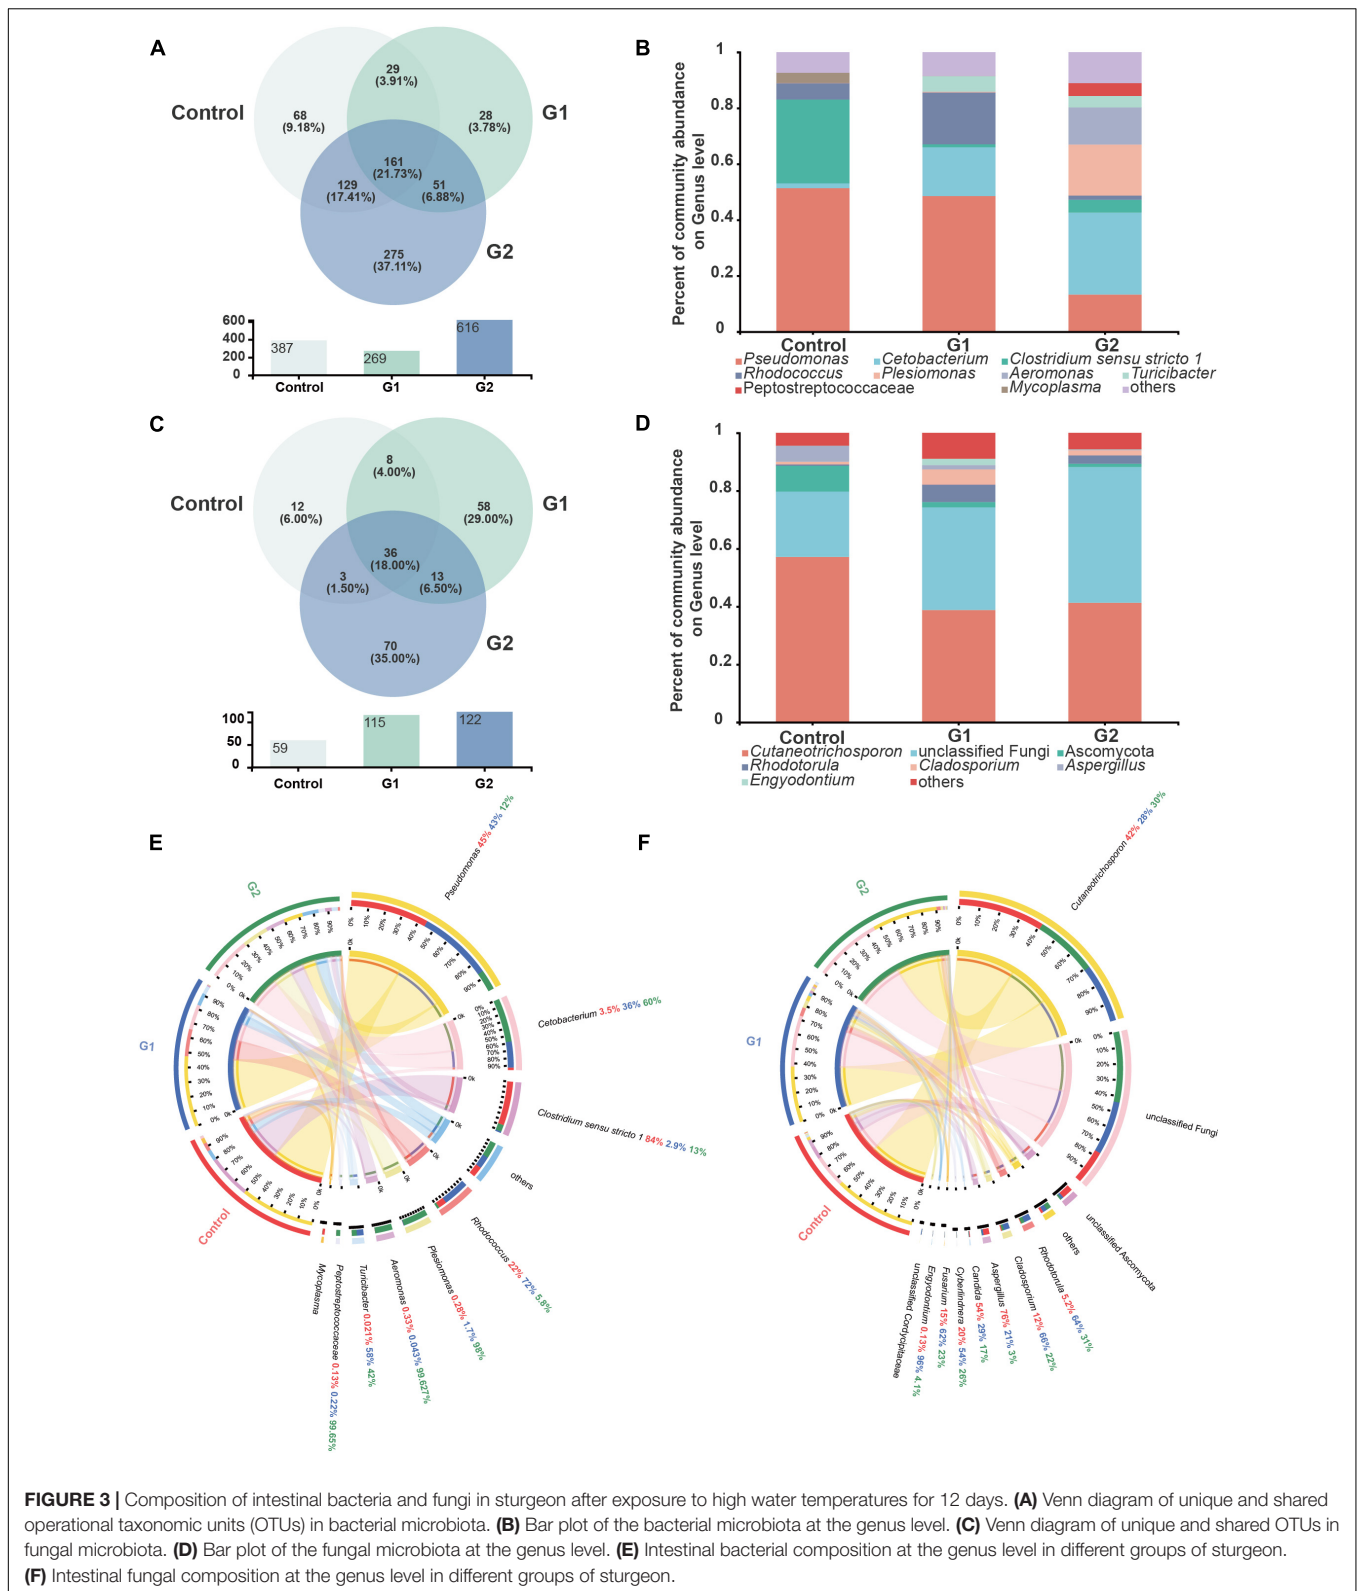 A
Control
G1
G2
29
(3.91%)
68
(9.18%)
28
(3.78%)
161
(21.73%)
129
(17.41%)
51
(6.88%)
275
(37.11%)
600
400
200
0
387
269
616
Control
G1
G2
B
Percent of community abundance
on Genus level
1
0.8
0.6
0.4
0.2
0
Control
G1
G2
Pseudomonas
Cetobacterium
Clostridium sensu stricto 1
Rhodococcus
Plesiomonas
Aeromonas
Turicibacter
Peptostreptococcaceae
Mycoplasma
others
C
Control
G1
G2
8
(4.00%)
12
(6.00%)
58
(29.00%)
36
(18.00%)
3
(1.50%)
13
(6.50%)
70
(35.00%)
100
50
0
59
115
122
Control
G1
G2
D
Percent of community abundance
on Genus level
1
0.8
0.6
0.4
0.2
0
Control
G1
G2
Cutaneotrichosporon
unclassified Fungi
Ascomycota
Rhodotorula
Cladosporium
Aspergillus
Engyodontium
others
E
G2
G1
Control
Pseudomonas 45% 43% 12%
Cetobacterium 3.5% 36% 60%
Clostridium sensu stricto 1 84% 2.9% 13%
others
Rhodococcus 22% 72% 5.8%
Plesiomonas 0.28% 1.7% 98%
Aeromonas 0.33% 0.043% 99.627%
Turicibacter 0.021% 58% 42%
Peptostreptococcaceae 0.13% 0.22% 99.65%
Mycoplasma
F
G2
G1
Control
Cutaneotrichosporon 42% 28% 30%
unclassified Fungi
unclassified Ascomycota
others
Rhodotorula 5.2% 64% 31%
Cladosporium 12% 66% 22%
Aspergillus 76% 21% 3%
Candida 54% 29% 17%
Cyberlindnera 20% 54% 26%
Fusarium 15% 62% 23%
Engyodontium 0.13% 96% 4.1%
unclassified Cordycipitaceae
FIGURE 3 | Composition of intestinal bacteria and fungi in sturgeon after exposure to high water temperatures for 12 days. (A) Venn diagram of unique and shared
operational taxonomic units (OTUs) in bacterial microbiota. (B) Bar plot of the bacterial microbiota at the genus level. (C) Venn diagram of unique and shared OTUs in
fungal microbiota. (D) Bar plot of the fungal microbiota at the genus level. (E) Intestinal bacterial composition at the genus level in different groups of sturgeon.
(F) Intestinal fungal composition at the genus level in different groups of sturgeon.